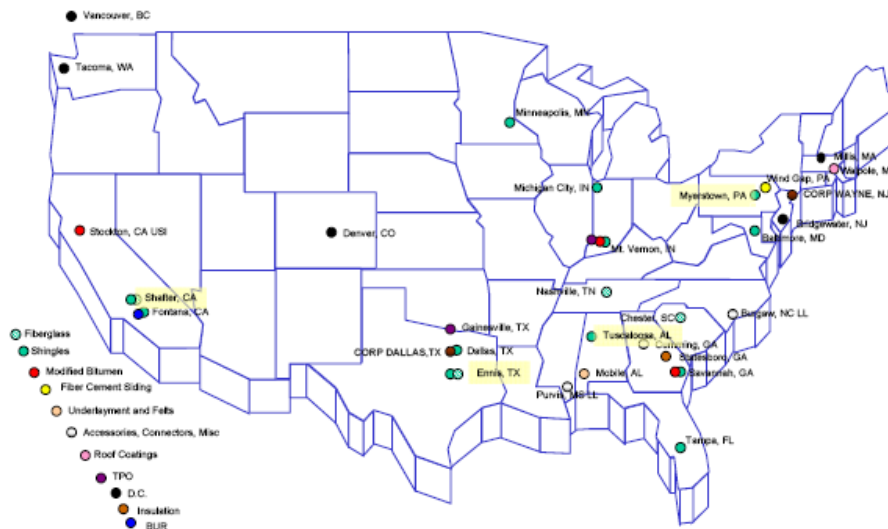 Vancouver, BC
Tacoma, WA
Minneapolis, MN
Millis, MA
Walpole, M
Wind Gap, PA
Michigan City, IN
Myerstown, PA
CORP WAYNE, NJ
Bridgewater, NJ
Stockton, CA USI
Denver, CO
Baltimore, MD
Mt. Vernon, IN
Nashville, TN
Shafter, CA
Fontana, CA
Chester, SC
Burgaw, NC LL
Gainesville, TX
Tuscaloosa, AL
GA
CORP DALLAS,TX
Dallas, TX
Statesboro, GA
Ennis, TX
Mobile, AL
Savannah, GA
Purvis, MS LL
Tampa, FL
Fiberglass
Shingles
Modified Bitumen
Fiber Cement Siding
Underlayment and Felts
Accessories, Connectors, Misc
Roof Coatings
TPO
D.C.
Insulation
BUR